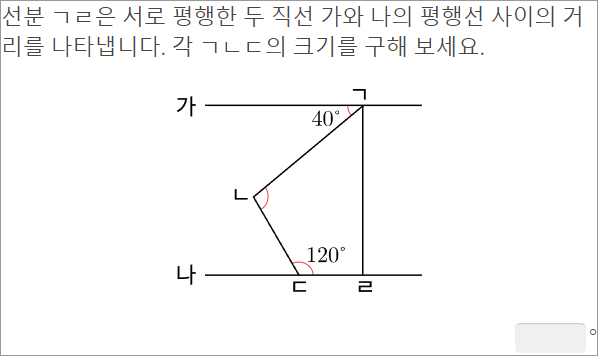 선분 ㄱㄹ은 서로 평행한 두 직선 가와 나의 평행선 사이의 거
리를 나타냅니다. 각 ㄱㄴㄷ의 크기를 구해 보세요.
ㄱ
가
40°
ㄴ
120°
나
ㄷ ㄹ
°